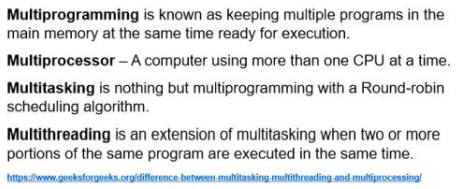 Multiprogramming is known as keeping multiple programs in the
main memory at the same time ready for execution.
Multiprocessor – A computer using more than one CPU at a time.
Multitasking is nothing but multiprogramming with a Round-robin
scheduling algorithm.
Multithreading is an extension of multitasking when two or more
portions of the same program are executed in the same time.
https://www.geeksforgeeks.org/difference-between-multitasking-multithreading-and-multiprocessing/